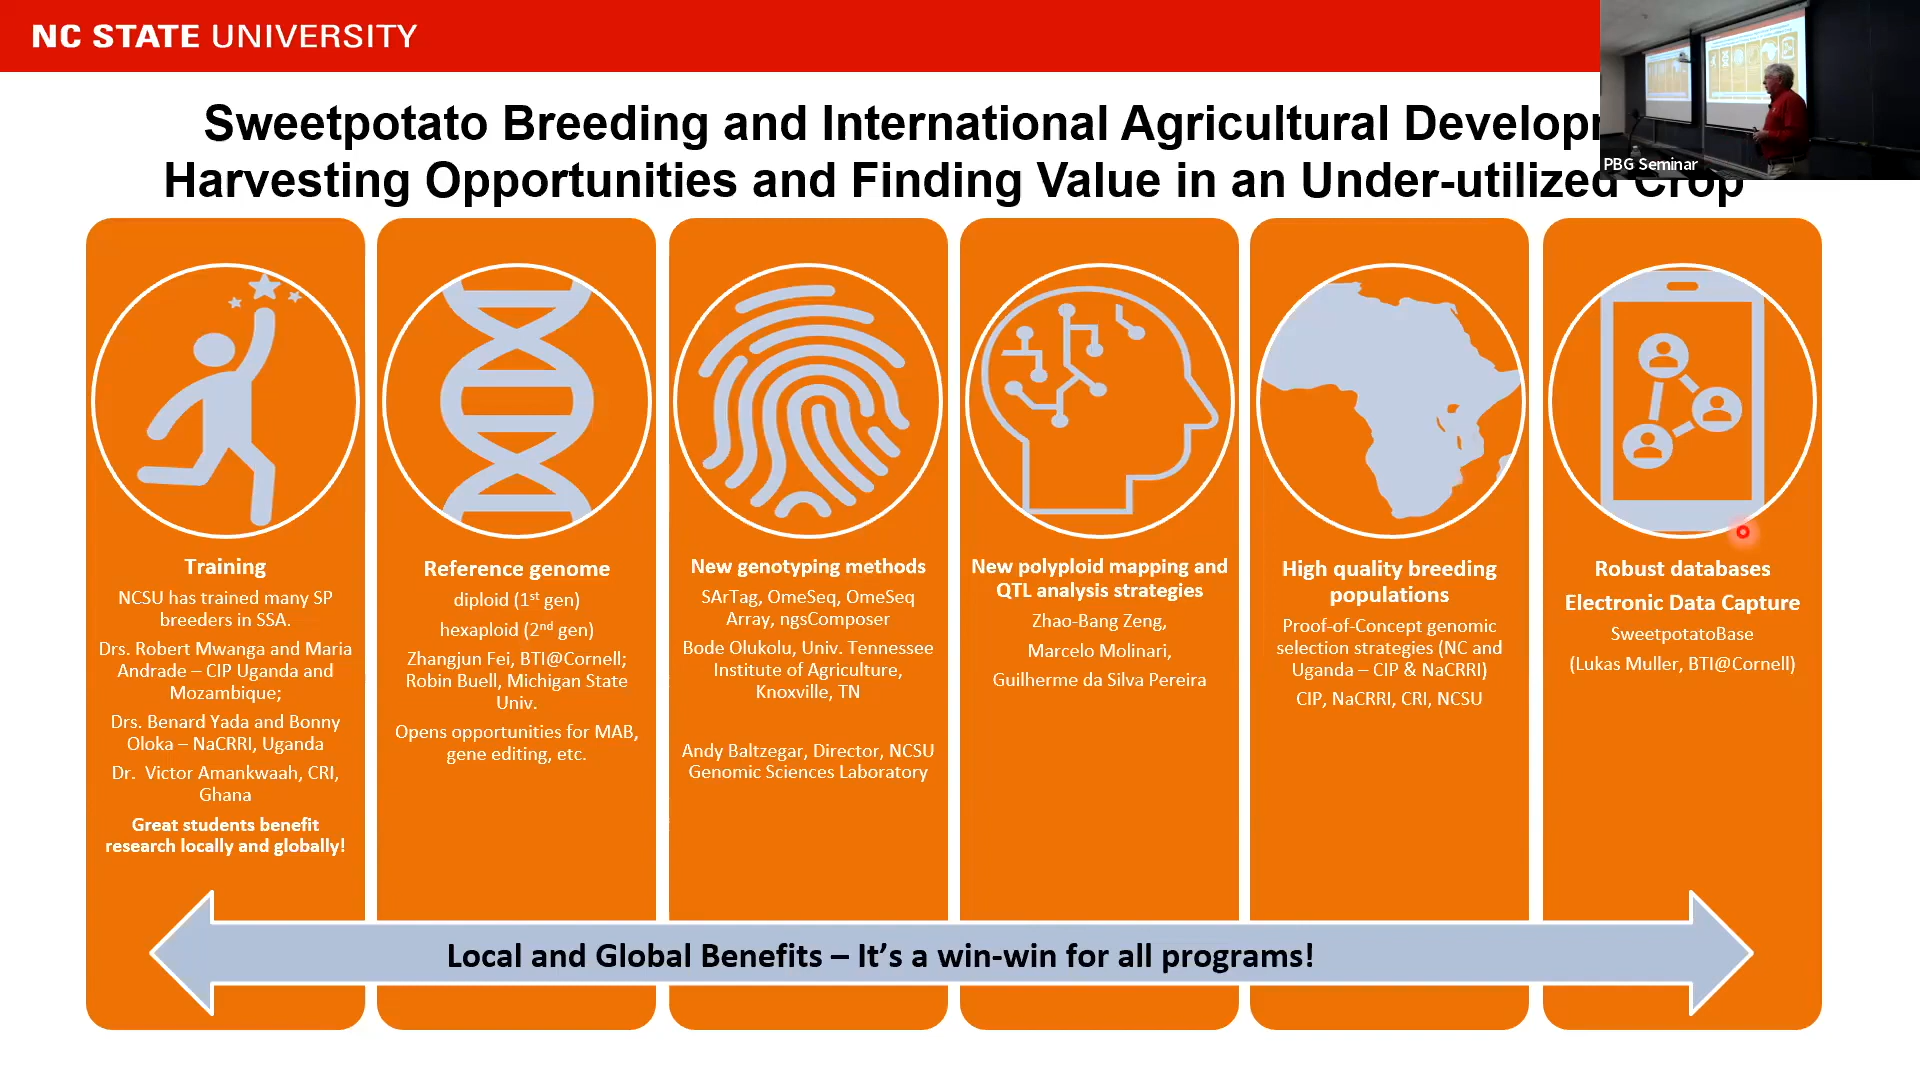 NC STATE UNIVERSITY
PBG Seminar
Sweetpotato Breeding and International Agricultural
Harvesting Opportunities and Finding Value in an Under-utilized Crop
Training
NCSU has trained many SP
breeders in SSA.
Drs. Robert Mwanga and Maria
Andrade – CIP Uganda and
Mozambique;
Drs. Benard Yada and Bonny
Oloka – NaCRRI, Uganda
Dr. Victor Amankwaah, CRI,
Ghana
Great students benefit
research locally and globally!
Reference genome
diploid (1st gen)
hexaploid (2nd gen)
Zhangjun Fei, BTI@Cornell;
Robin Buell, Michigan State
Univ.
Opens opportunities for MAB,
gene editing, etc.
New genotyping methods
SArTag, OmeSeq, OmeSeq
Array, ngsComposer
Bode Olukolu, Univ. Tennessee
Institute of Agriculture,
Knoxville, TN
Andy Baltzegar, Director, NCSU
Genomic Sciences Laboratory
New polyploid mapping and
QTL analysis strategies
Zhao-Bang Zeng,
Marcelo Molinari,
Guilherme da Silva Pereira
High quality breeding
populations
Proof-of-Concept genomic
selection strategies (NC and
Uganda – CIP & NaCRRI)
CIP, NaCRRI, CRI, NCSU
Robust databases
Electronic Data Capture
SweetpotatoBase
(Lukas Muller, BTI@Cornell)
Local and Global Benefits – It’s a win-win for all programs!